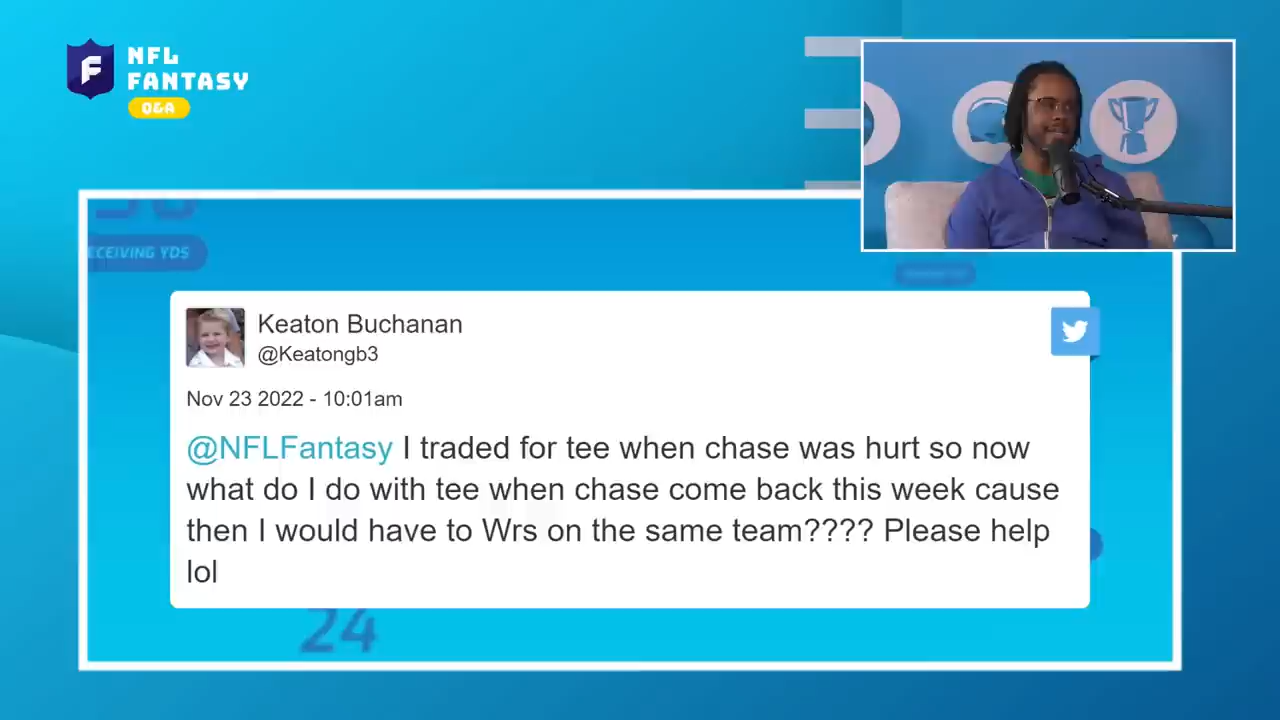 NFL
FANTASY
Q&A
ECEIVING YDS
Keaton Buchanan
@Keatongb3
Nov 23 2022 - 10:01am
@NFLFantasy I traded for tee when chase was hurt so now
what do I do with tee when chase come back this week cause
then I would have to Wrs on the same team???? Please help
lol
24